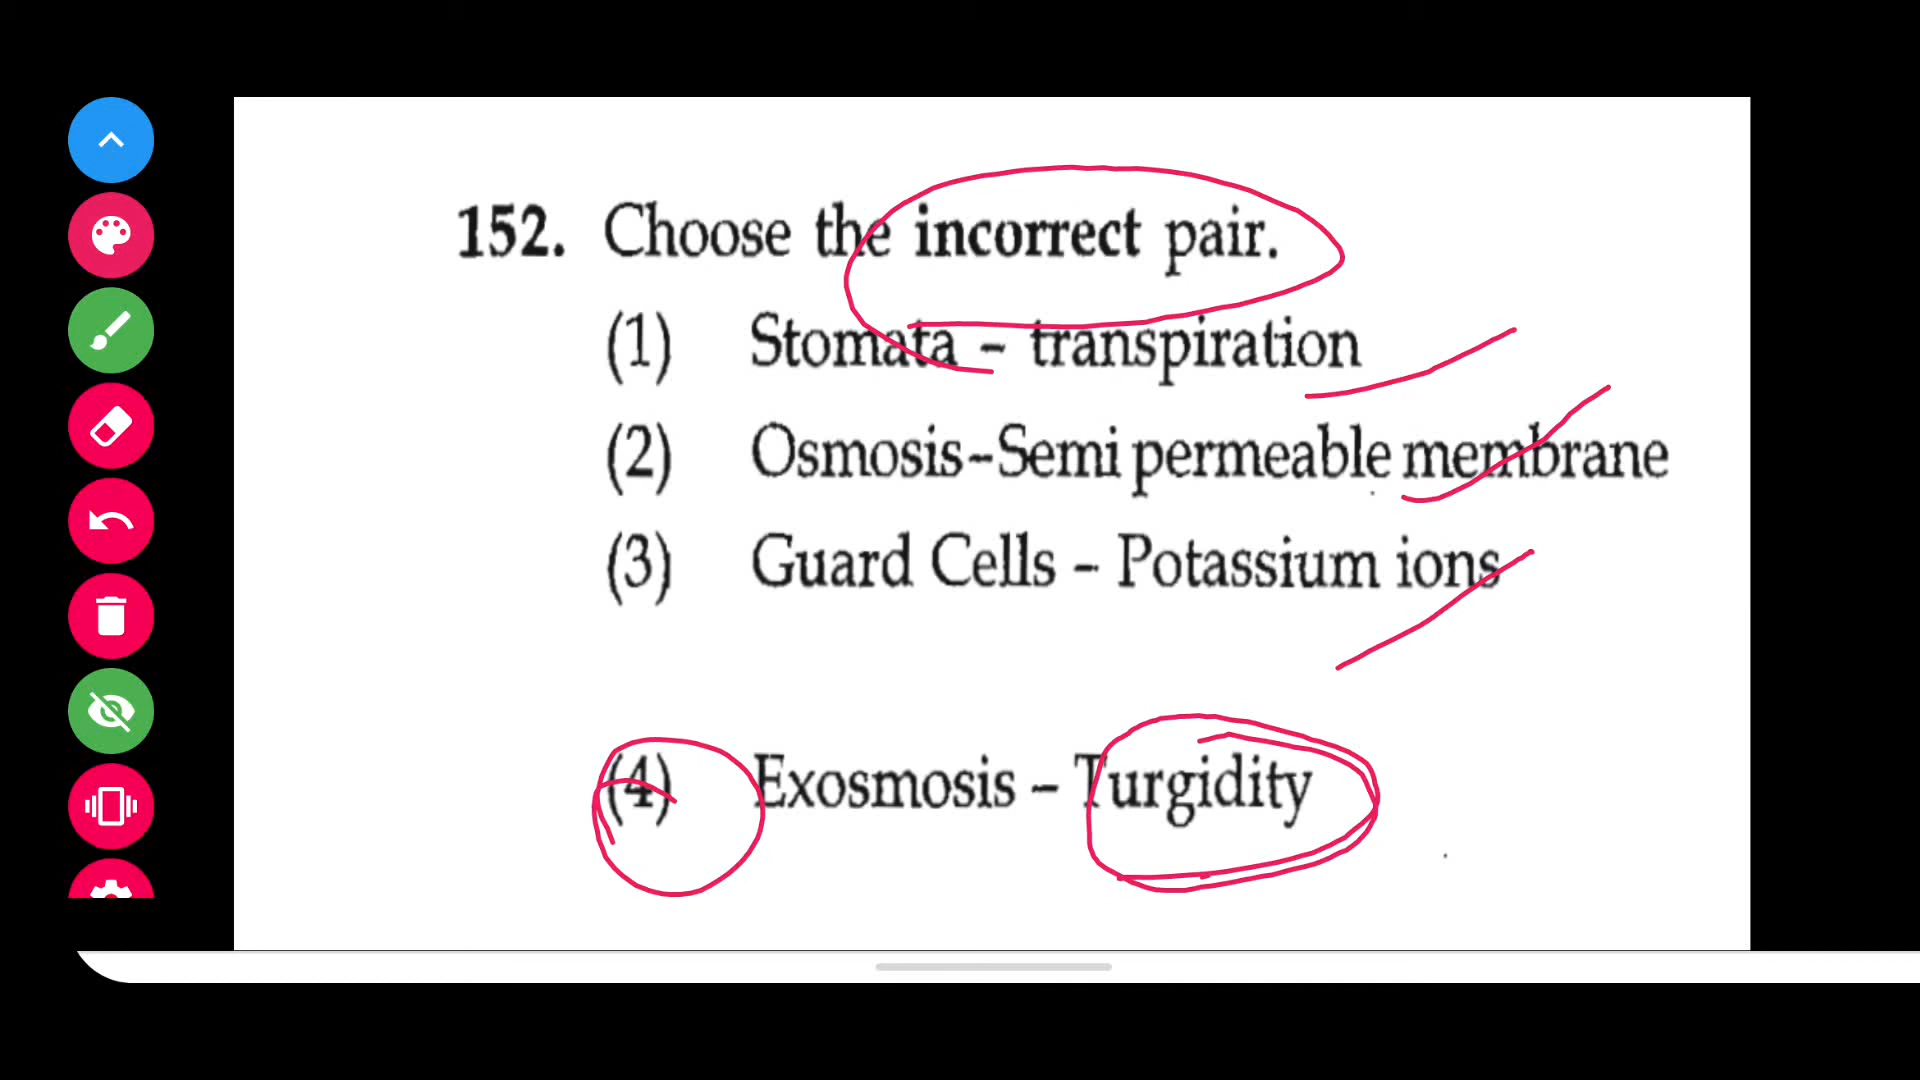 152. Choose the incorrect pair.
(1) Stomata – transpiration
(2) Osmosis–Semi permeable membrane
(3) Guard Cells – Potassium ions
(4) Exosmosis – Turgidity